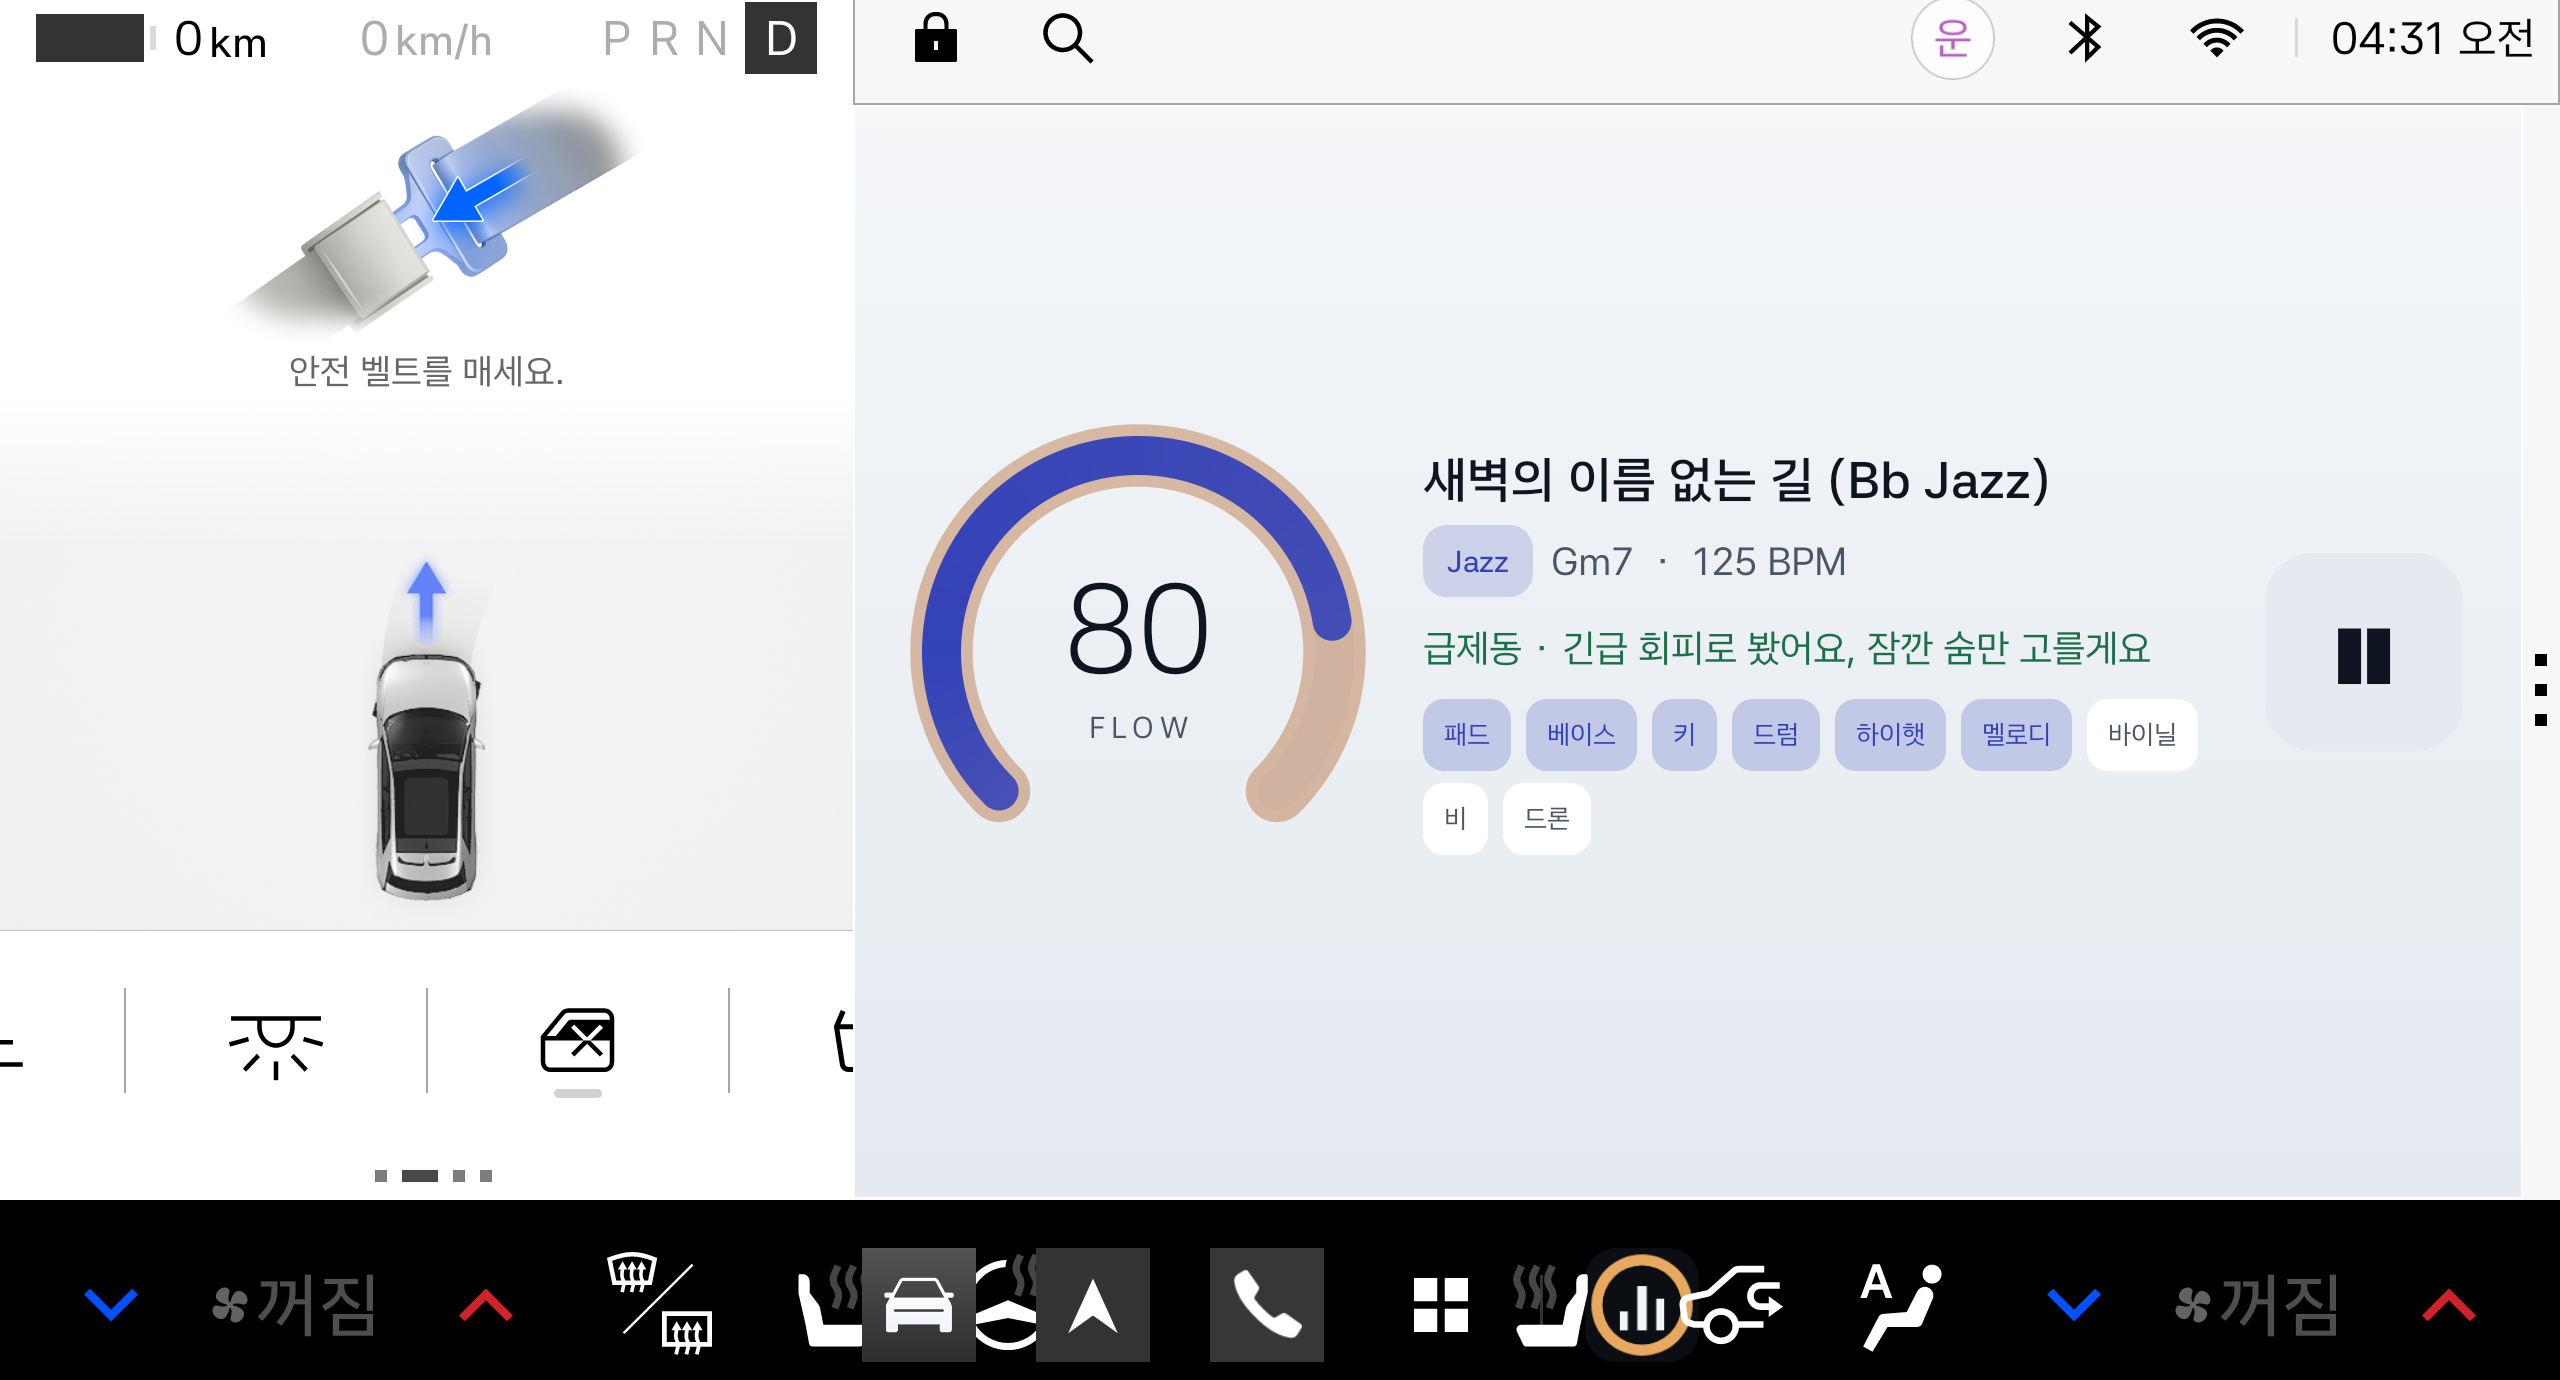 0 km
0 km/h
P R N D
운
04:31 오전
안전 벨트를 매세요.
80
FLOW
새벽의 이름 없는 길 (Bb Jazz)
Jazz Gm7 · 125 BPM
급제동 · 긴급 회피로 봤어요, 잠깐 숨만 고를게요
패드 베이스 키 드럼 하이햇 멜로디 바이닐
비 드론
꺼짐
A
꺼짐